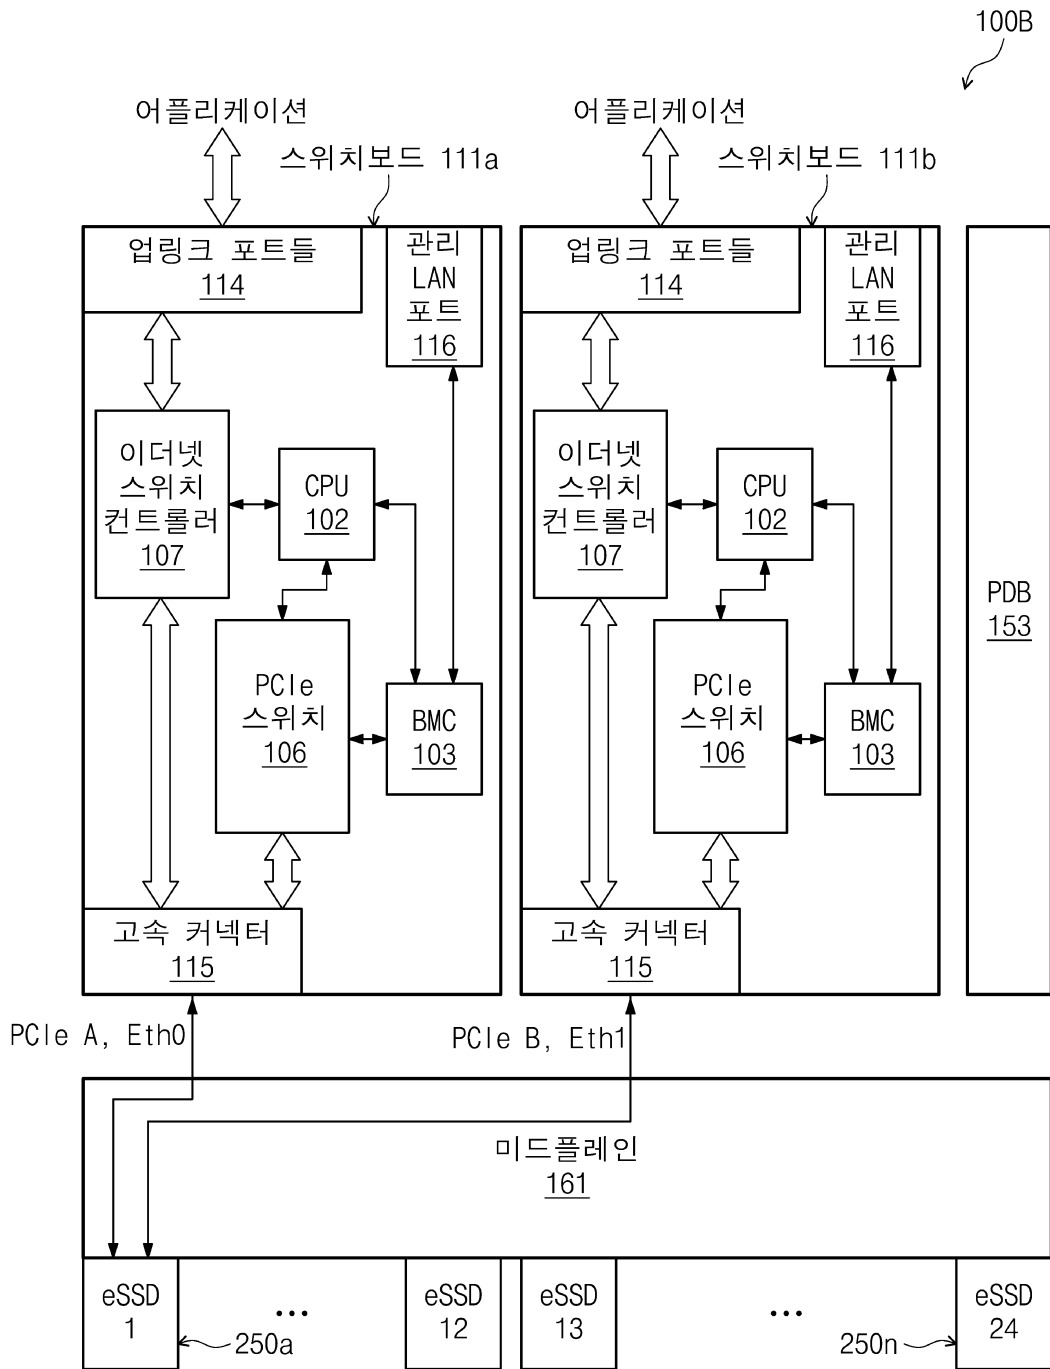 100B
어플리케이션
어플리케이션
스위치보드 111a
스위치보드 111b
업링크 포트들
114
관리
LAN
포트
116
이더넷
스위치
컨트롤러
107
CPU
102
PCIe
스위치
106
BMC
103
고속 커넥터
115
업링크 포트들
114
관리
LAN
포트
116
이더넷
스위치
컨트롤러
107
CPU
102
PCIe
스위치
106
BMC
103
고속 커넥터
115
PDB
153
PCIe A, Eth0
PCIe B, Eth1
미드플레인
161
eSSD
1
...
eSSD
12
eSSD
13
...
eSSD
24
250a
250n